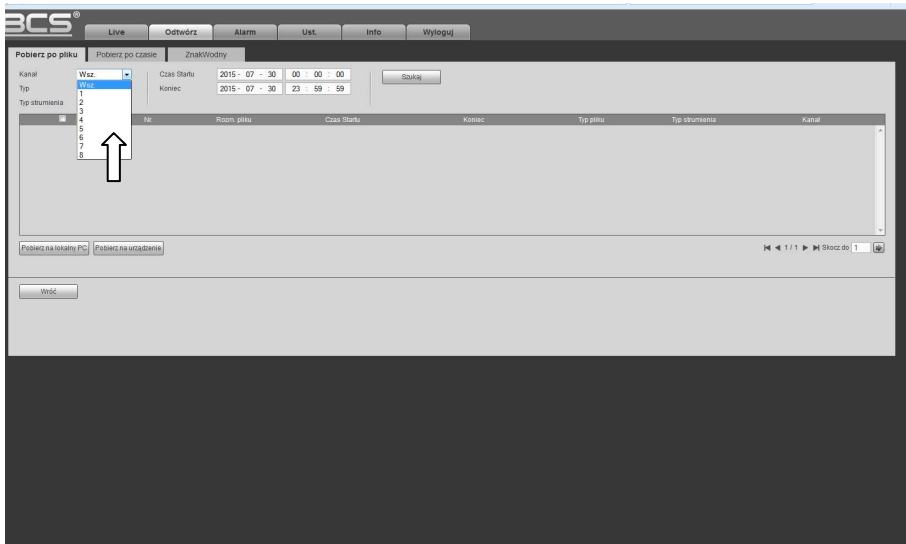 BCS®
Live Odtwórz Alarm Ust. Info Wyloguj
Pobierz po pliku Pobierz po czasie ZnakWodny
Kanał Wsz. Czas Startu 2015 - 07 - 30 00 : 00 : 00 Szukaj
Typ Koniec 2015 - 07 - 30 23 : 59 : 59
Typ strumienia
Wsz.
1
2
3
4
5
6
7
8
Nr. Rozm. pliku Czas Startu Koniec Typ pliku Typ strumienia Kanał
Pobierz na lokalny PC Pobierz na urządzenie 1 / 1 Skocz do 1
Wróć